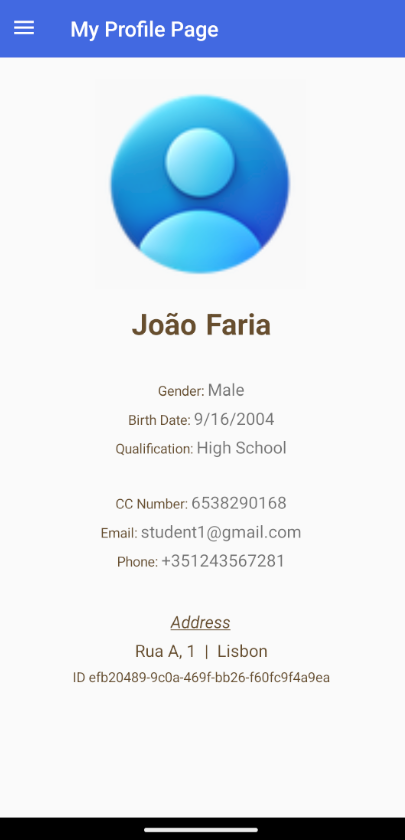 My Profile Page
João Faria
Gender: Male
Birth Date: 9/16/2004
Qualification: High School
CC Number: 6538290168
Email: student1@gmail.com
Phone: +351243567281
Address
Rua A, 1 | Lisbon
ID efb20489-9c0a-469f-bb26-f60fc9f4a9ea